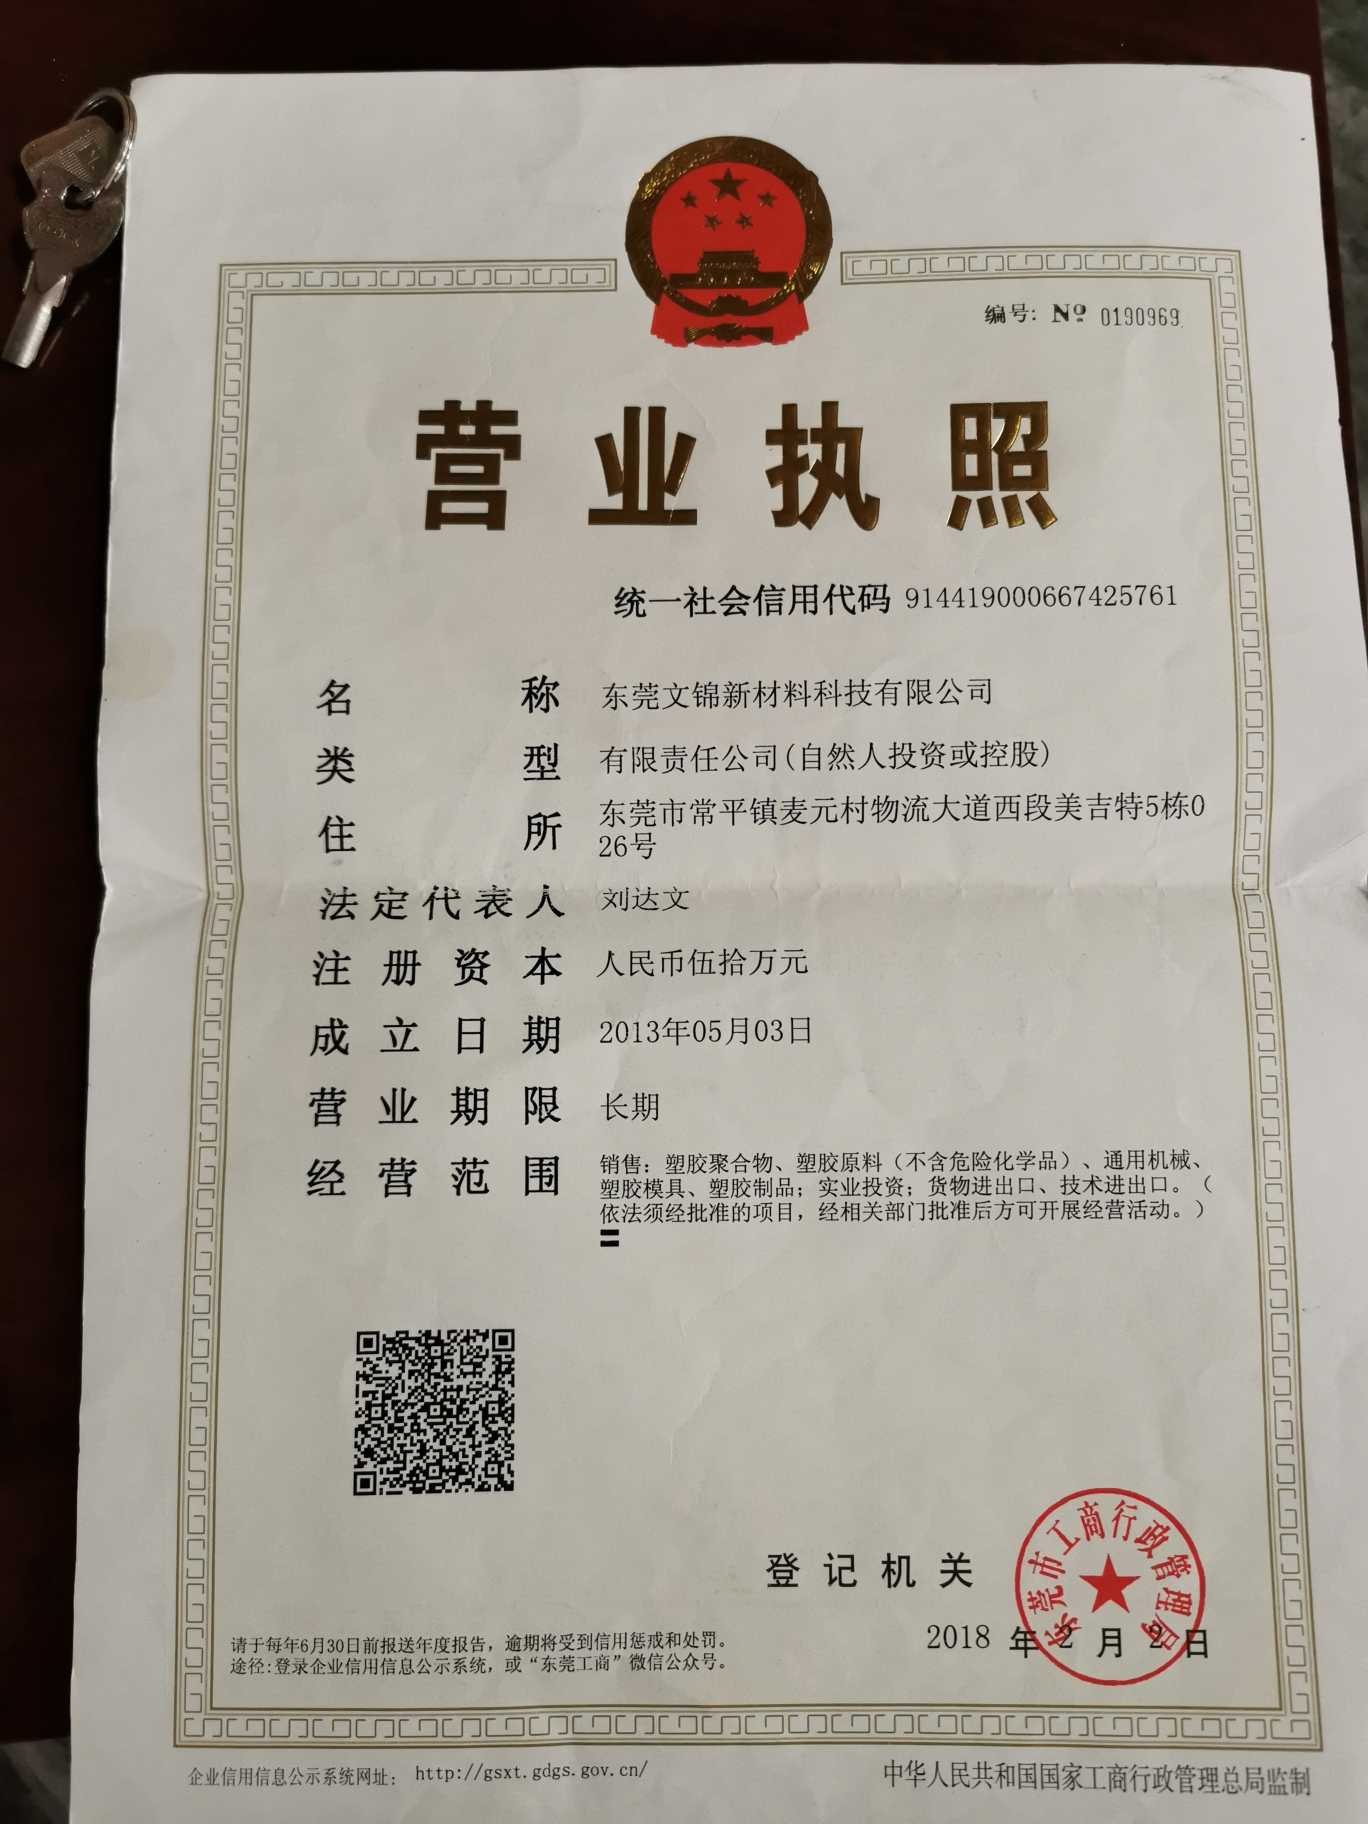 编号: №  0190969
营业执照
统一社会信用代码 914419000667425761
名称 东莞文锦新材料科技有限公司
类型 有限责任公司(自然人投资或控股)
住所 东莞市常平镇麦元村物流大道西段美吉特5栋0
26号
法定代表人 刘达文
注册资本 人民币伍拾万元
成立日期 2013年05月03日
营业期限 长期
经营范围 销售：塑胶聚合物、塑胶原料（不含危险化学品）、通用机械、
塑胶模具、塑胶制品；实业投资；货物进出口、技术进出口。（
依法须经批准的项目，经相关部门批准后方可开展经营活动。）
登记机关
东莞市工商行政管理局
2018 年 2 月 2 日
请于每年6月30日前报送年度报告，逾期将受到信用惩戒和处罚。
途径:登录企业信用信息公示系统，或“东莞工商”微信公众号。
企业信用信息公示系统网址： http://gsxt.gdgs.gov.cn/
中华人民共和国国家工商行政管理总局监制